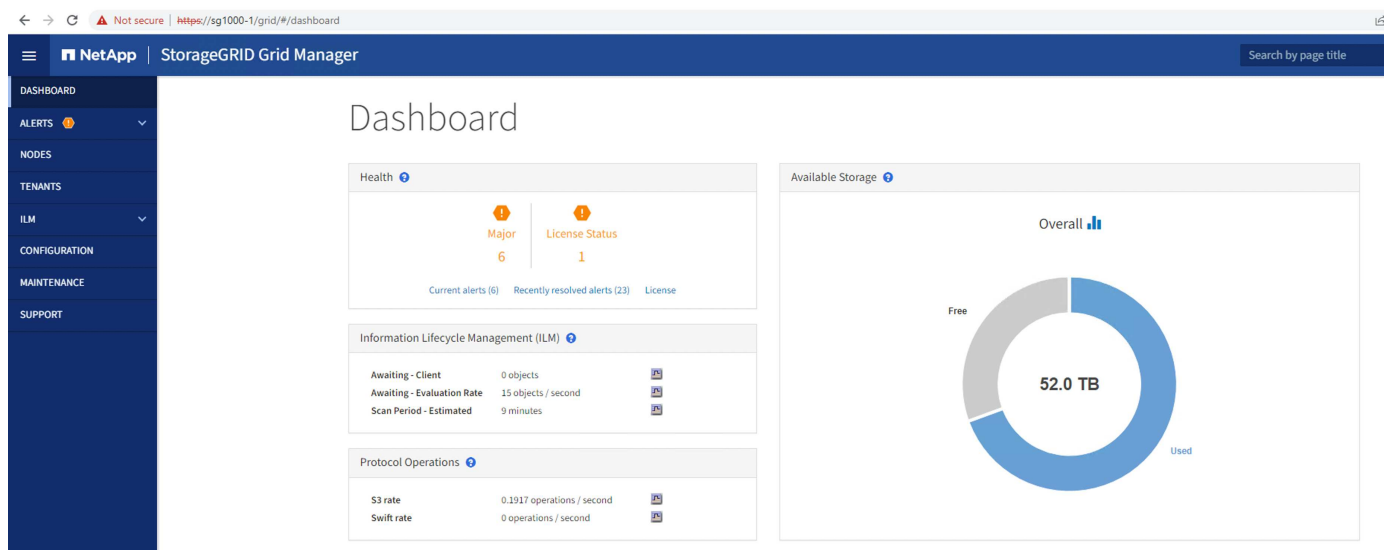 Not secure | https://sg1000-1/grid/#/dashboard
NetApp | StorageGRID Grid Manager
Search by page title
DASHBOARD
ALERTS
NODES
TENANTS
ILM
CONFIGURATION
MAINTENANCE
SUPPORT
Dashboard
Health
Major
6
License Status
1
Current alerts (6) Recently resolved alerts (23) License
Information Lifecycle Management (ILM)
Awaiting - Client 0 objects
Awaiting - Evaluation Rate 15 objects / second
Scan Period - Estimated 9 minutes
Protocol Operations
S3 rate 0.1917 operations / second
Swift rate 0 operations / second
Available Storage
Overall
Free
52.0 TB
Used